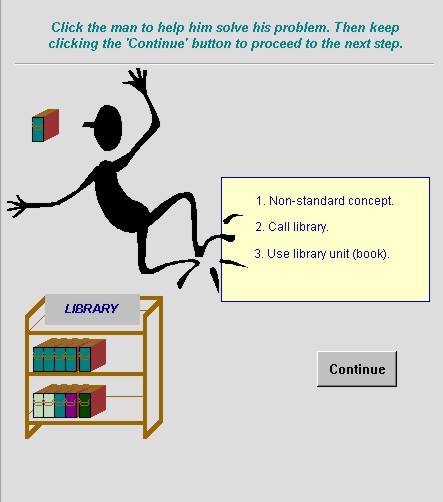 Click the man to help him solve his problem. Then keep
clicking the 'Continue' button to proceed to the next step.
1. Non-standard concept.
2. Call library.
3. Use library unit (book).
LIBRARY
Continue